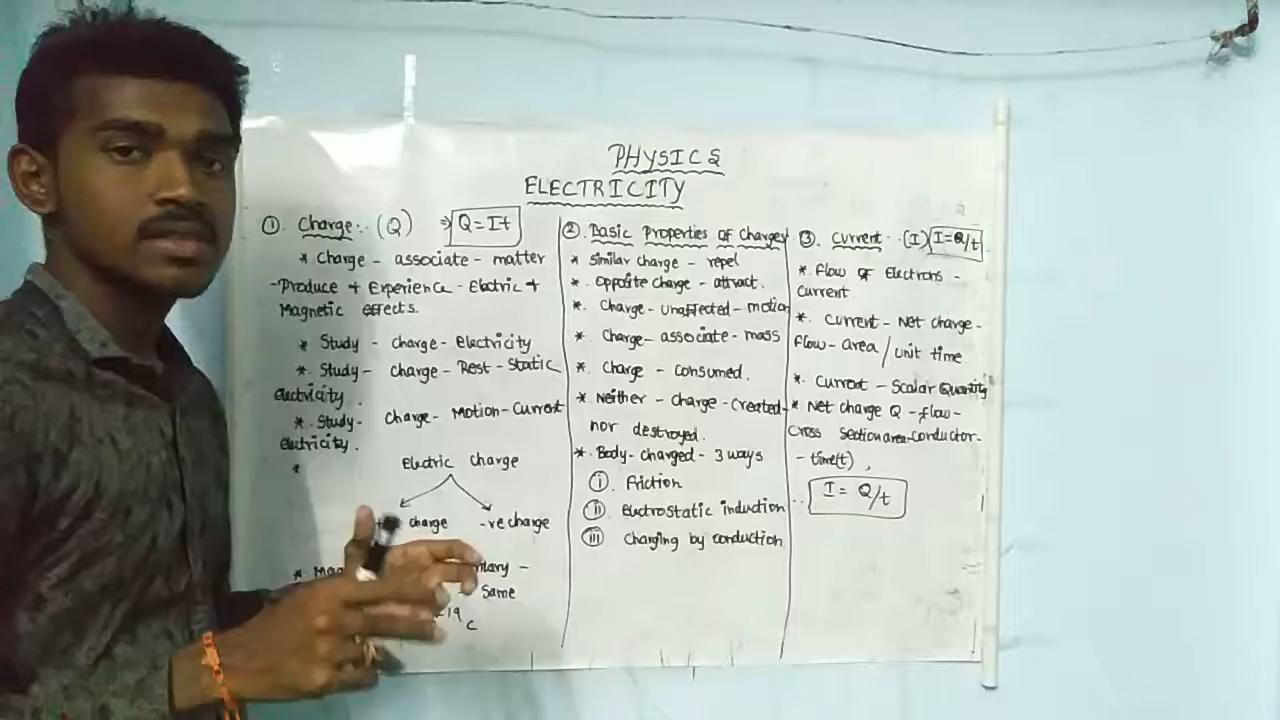 PHYSICS
ELECTRICITY
① Charge:- (Q) ⇒ Q=It
* Charge - associate - matter
-Produce + Experience - Electric +
Magnetic effects.
* Study - charge - Electricity
* Study - charge - Rest - Static
Electricity.
* Study - charge - Motion - Current
Electricity.
*
Electric charge
charge -ve charge
* 
Same
-19 C
② Basic Properties Of Charges
* Similar charge - repel
* Opposite charge - attract.
* Charge - unaffected - motion
* Charge - associate - mass
* Charge - consumed.
* Neither - charge - created -
nor destroyed.
* Body - charged - 3 ways
ⓘ. Friction
ⓘⓘ. Electrostatic induction
ⓘⓘⓘ Charging by conduction
③. Current (I) I=Q/t
* Flow Of Electrons -
Current.
* Current - Net charge -
flow - area / unit time
* Current - Scalar Quantity
* Net charge Q - flow -
Cross Section area - conductor -
- time(t),
I = Q/t